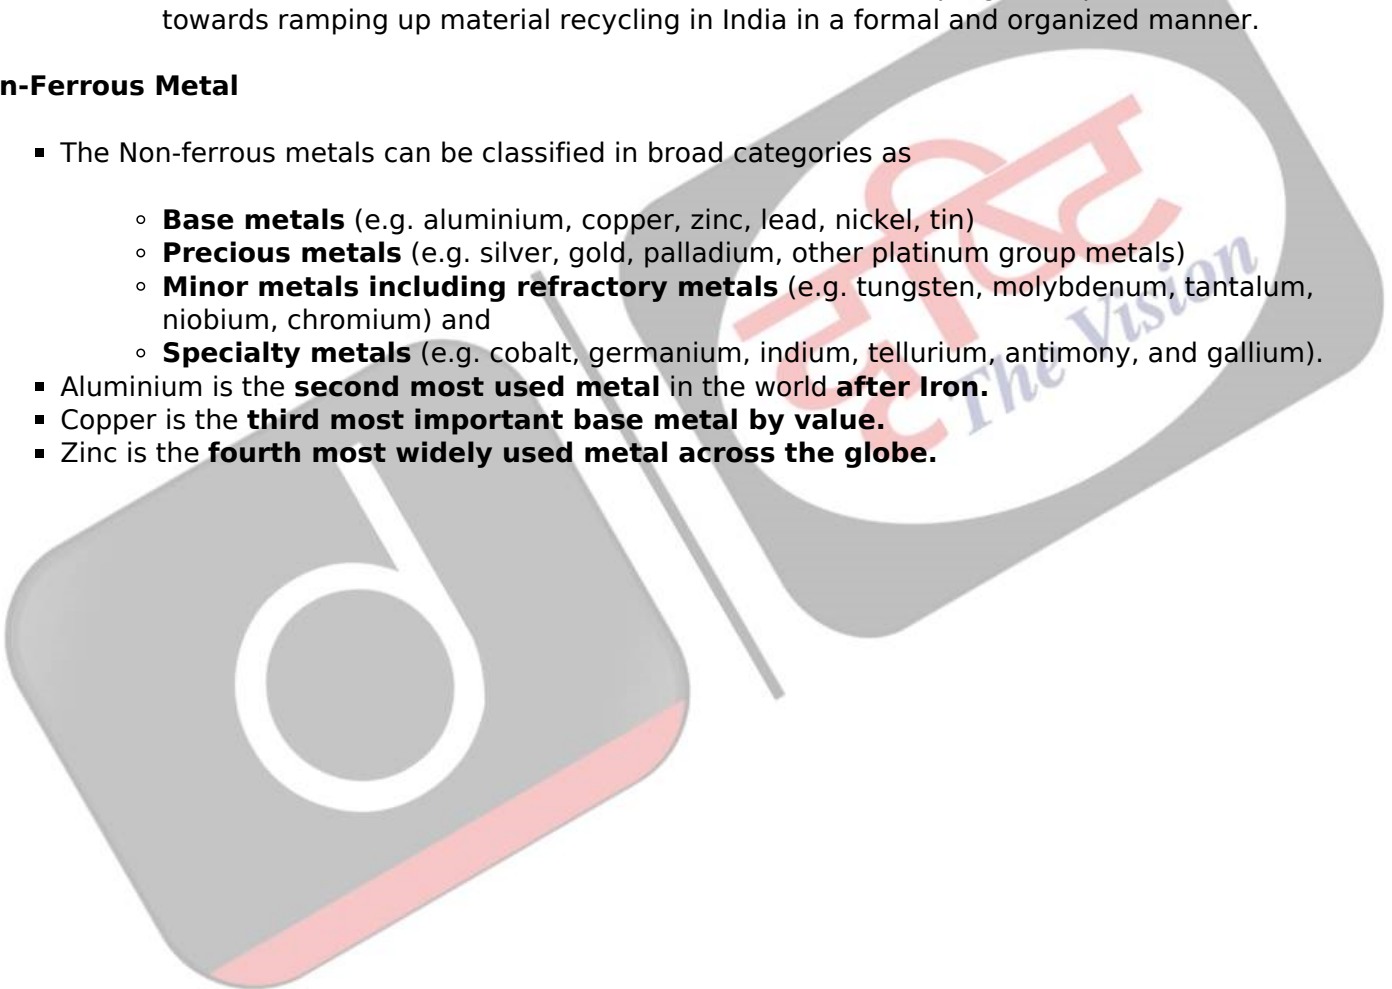 towards ramping up material recycling in India in a formal and organized manner.
n-Ferrous Metal
▪ The Non-ferrous metals can be classified in broad categories as
◦ Base metals (e.g. aluminium, copper, zinc, lead, nickel, tin)
◦ Precious metals (e.g. silver, gold, palladium, other platinum group metals)
◦ Minor metals including refractory metals (e.g. tungsten, molybdenum, tantalum,
niobium, chromium) and
◦ Specialty metals (e.g. cobalt, germanium, indium, tellurium, antimony, and gallium).
▪ Aluminium is the second most used metal in the world after Iron.
▪ Copper is the third most important base metal by value.
▪ Zinc is the fourth most widely used metal across the globe.
दृष्टि
The Vision